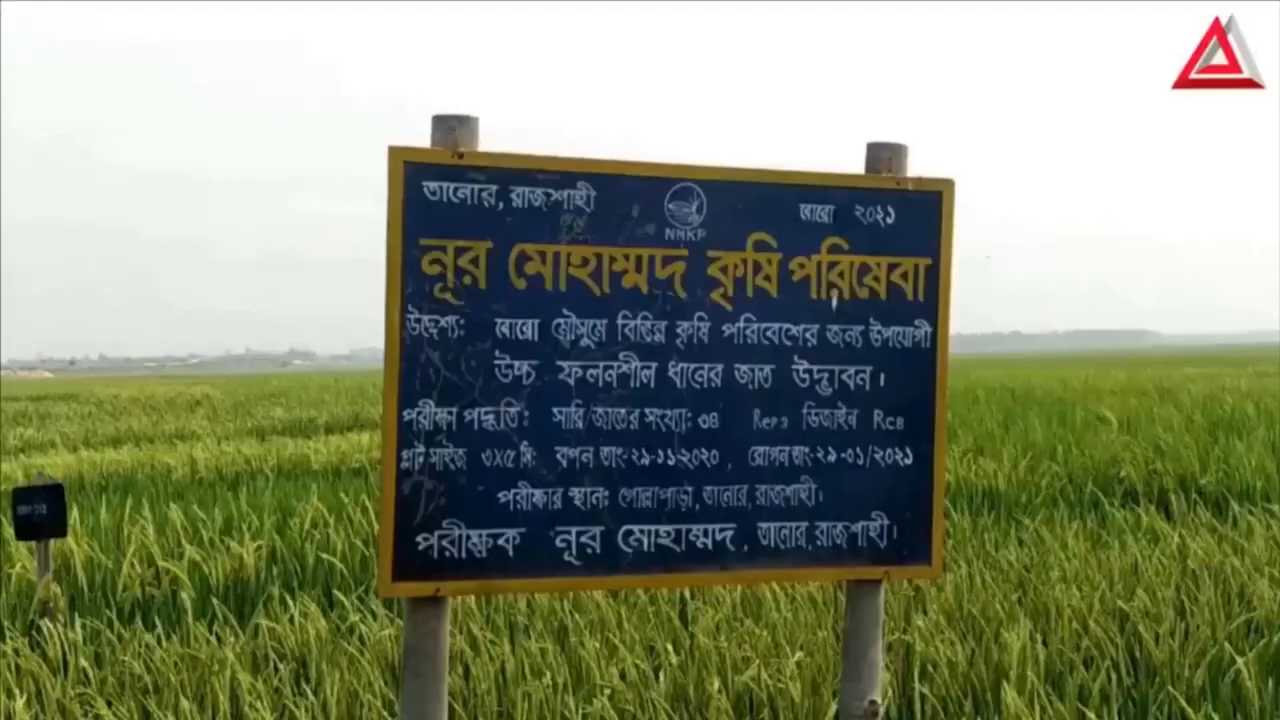 তানোর, রাজশাহী
NMKP
বোরো ২০২১
নূর মোহাম্মদ কৃষি পরিষেবা
উদ্দেশ্য: বোরো মৌসুমে বিভিন্ন কৃষি পরিবেশের জন্য উপযোগী
উচ্চ ফলনশীল ধানের জাত উদ্ভাবন।
পরীক্ষা পদ্ধতি: সারি/জাতের সংখ্যা: ৩৪ ডিজাইন RCB
প্লট সাইজ ৩X৫ মি: বপন তাং-২৯-১১-২০২০, রোপন তাং-২৯-০১/২০২১
পরীক্ষার স্থান: গোল্লাপাড়া, তানোর, রাজশাহী।
পরীক্ষক নূর মোহাম্মদ, তানোর, রাজশাহী।